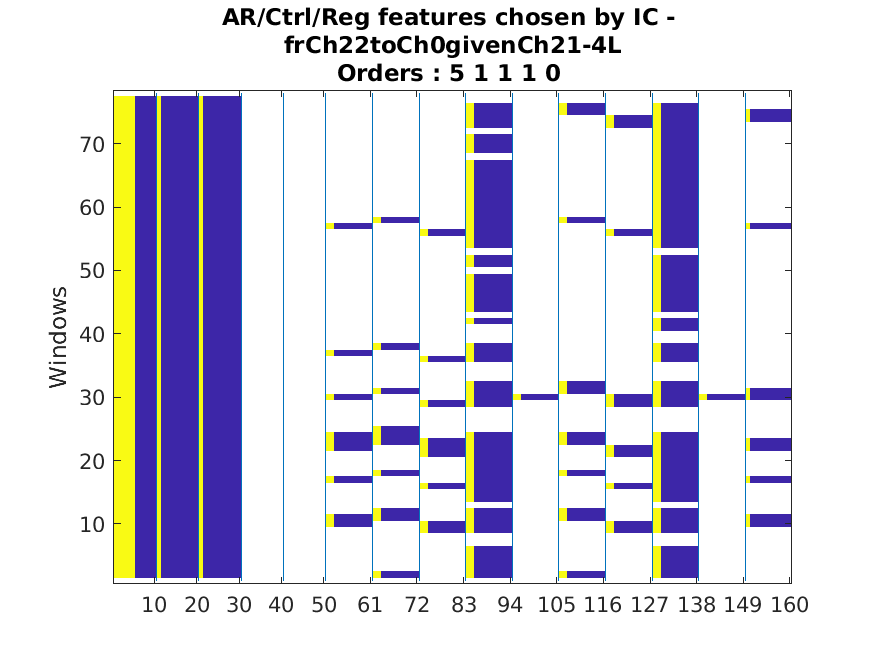 AR/Ctrl/Reg features chosen by IC -
frCh22toCh0givenCh21-4L
Orders : 5 1 1 1 0
Windows
70
60
50
40
30
20
10
10 20 30 40 50 61 72 83 94 105 116 127 138 149 160